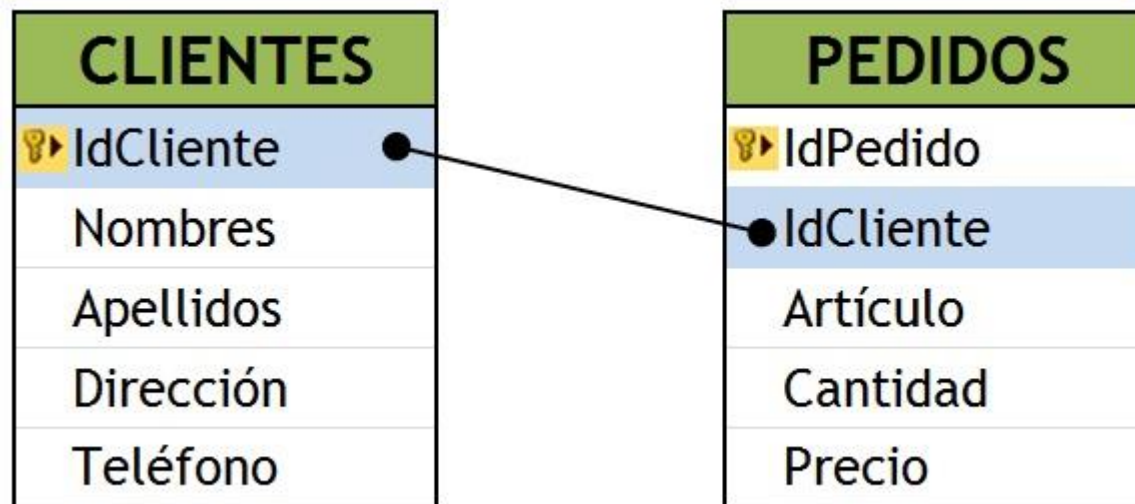 CLIENTES
IdCliente
Nombres
Apellidos
Dirección
Teléfono
PEDIDOS
IdPedido
IdCliente
Artículo
Cantidad
Precio